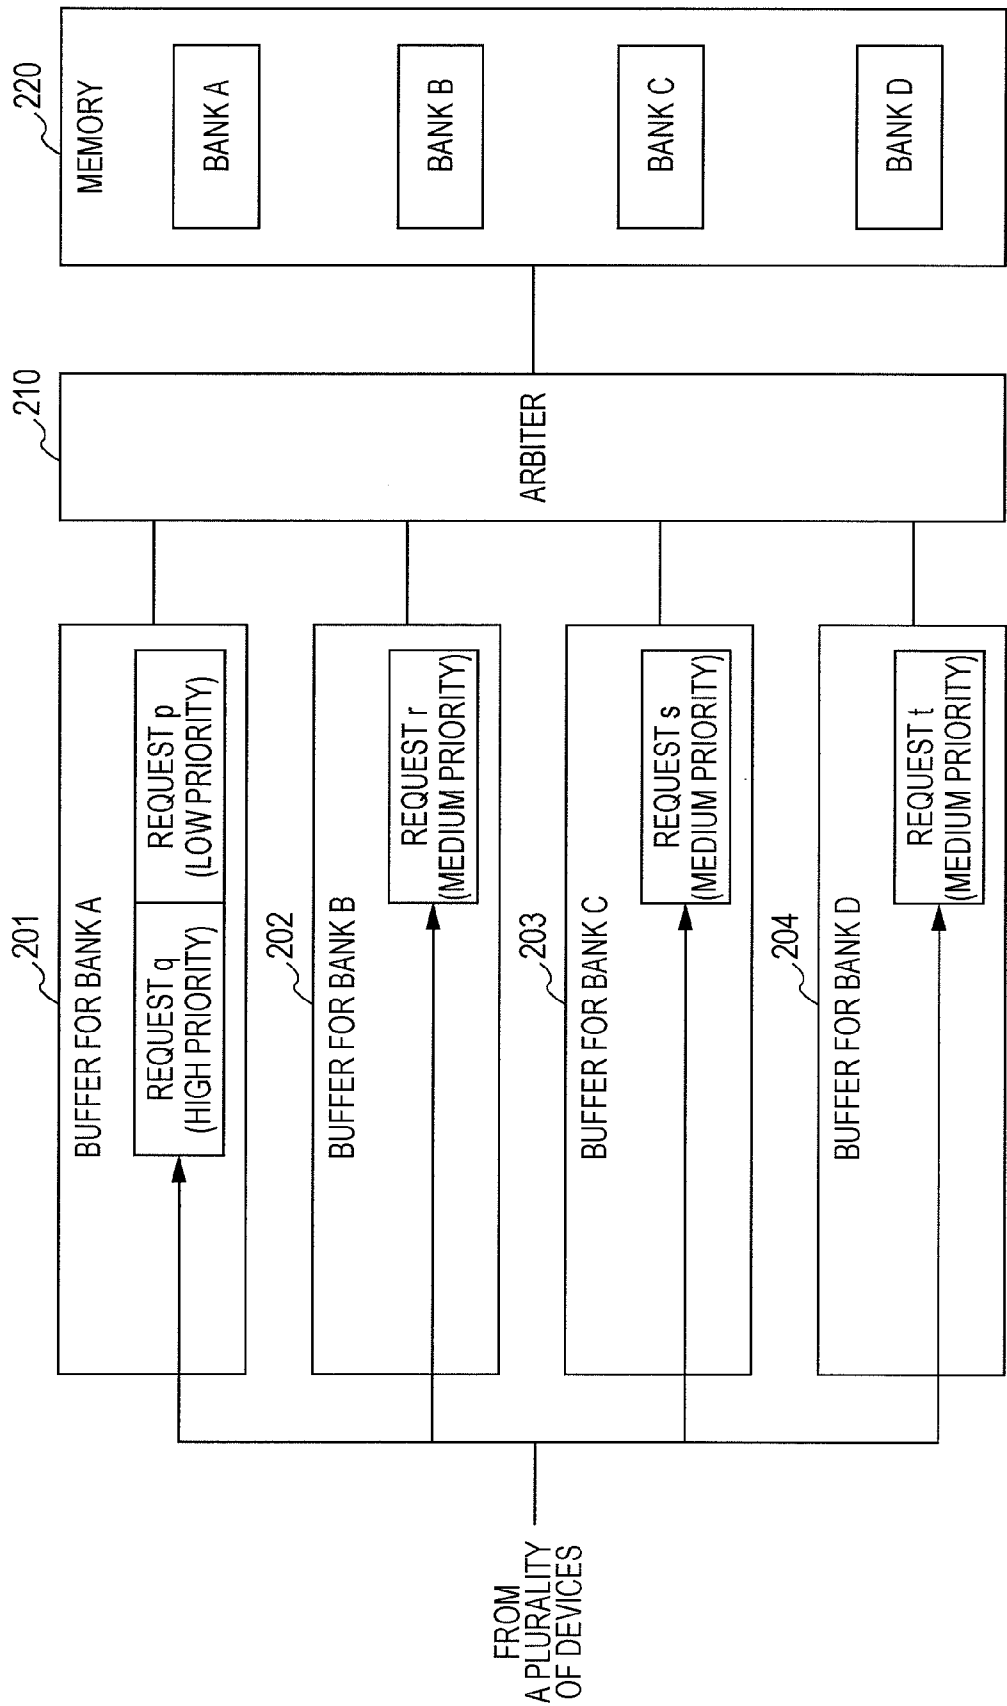 FROM
A PLURALITY
OF DEVICES
201
BUFFER FOR BANK A
REQUEST q
(HIGH PRIORITY)
REQUEST p
(LOW PRIORITY)
202
BUFFER FOR BANK B
REQUEST r
(MEDIUM PRIORITY)
203
BUFFER FOR BANK C
REQUEST s
(MEDIUM PRIORITY)
204
BUFFER FOR BANK D
REQUEST t
(MEDIUM PRIORITY)
210
ARBITER
220
MEMORY
BANK A
BANK B
BANK C
BANK D